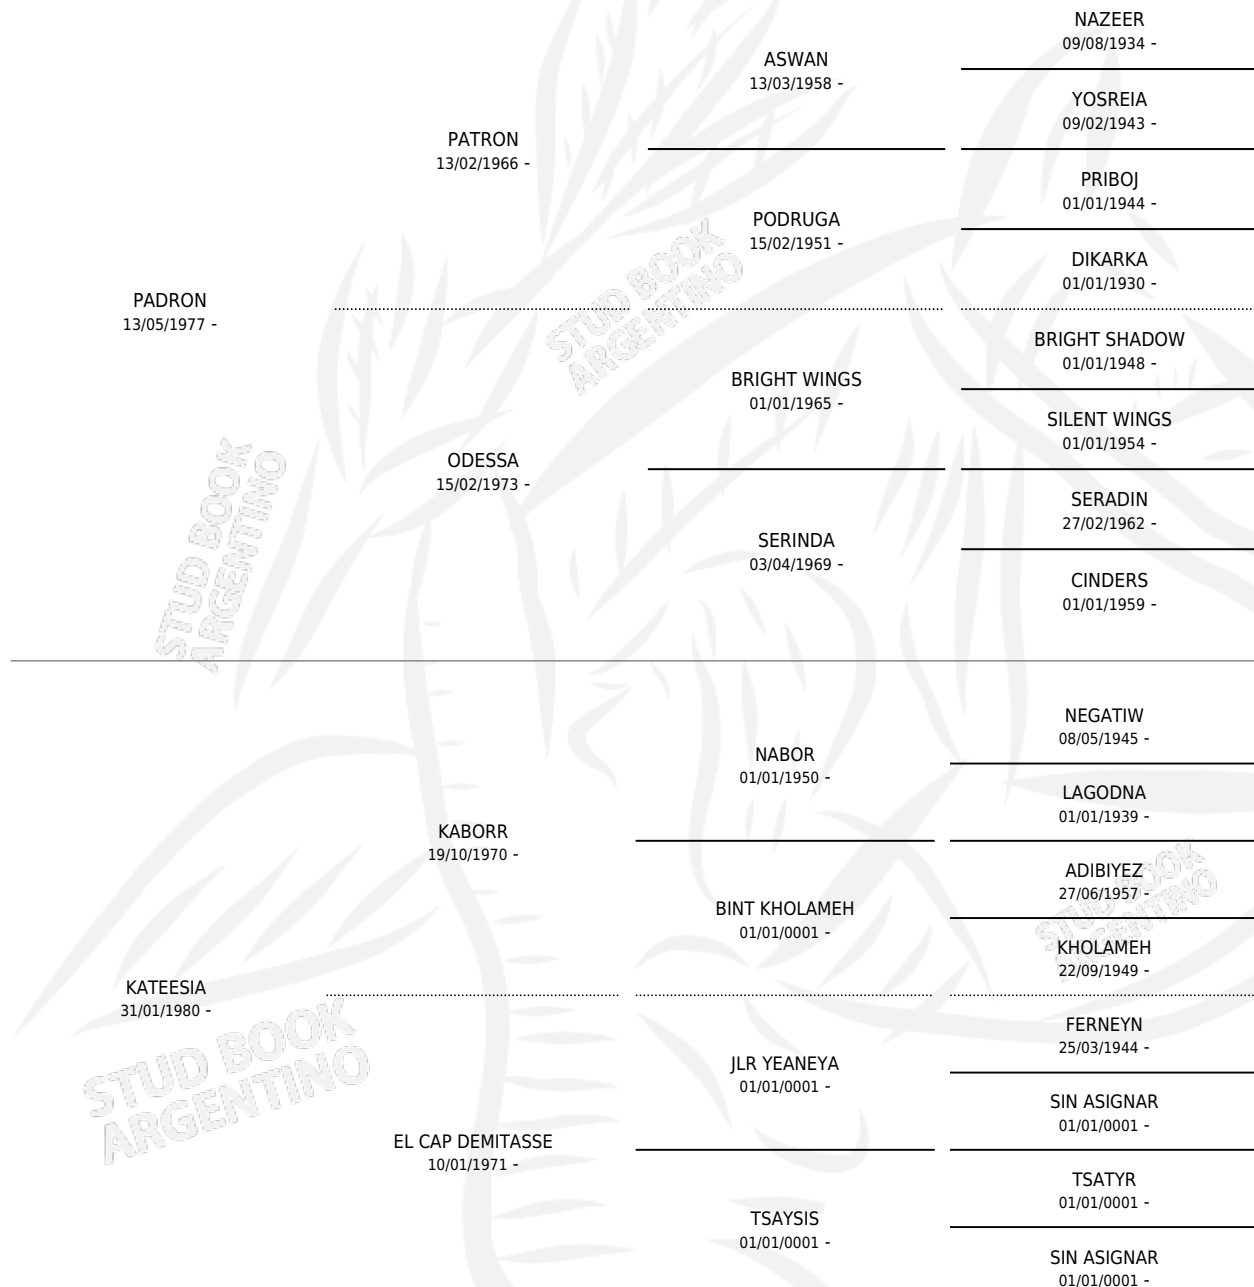 NAZEER
09/08/1934 -
ASWAN
13/03/1958 -
YOSREIA
09/02/1943 -
PATRON
13/02/1966 -
PRIBOJ
01/01/1944 -
PODRUGA
15/02/1951 -
DIKARKA
01/01/1930 -
PADRON
13/05/1977 -
BRIGHT SHADOW
01/01/1948 -
BRIGHT WINGS
01/01/1965 -
SILENT WINGS
01/01/1954 -
ODESSA
15/02/1973 -
SERADIN
27/02/1962 -
SERINDA
03/04/1969 -
CINDERS
01/01/1959 -
NEGATIW
08/05/1945 -
NABOR
01/01/1950 -
LAGODNA
01/01/1939 -
KABORR
19/10/1970 -
ADIBIYEZ
27/06/1957 -
BINT KHOLAMEH
01/01/0001 -
KHOLAMEH
22/09/1949 -
KATEESIA
31/01/1980 -
FERNEYN
25/03/1944 -
JLR YEANEYA
01/01/0001 -
SIN ASIGNAR
01/01/0001 -
EL CAP DEMITASSE
10/01/1971 -
TSATYR
01/01/0001 -
TSAYSIS
01/01/0001 -
SIN ASIGNAR
01/01/0001 -
STUD BOOK
ARGENTINO
STUD BOOK
ARGENTINO
STUD BOOK
ARGENTINO
STUD BOOK
ARGENTINO